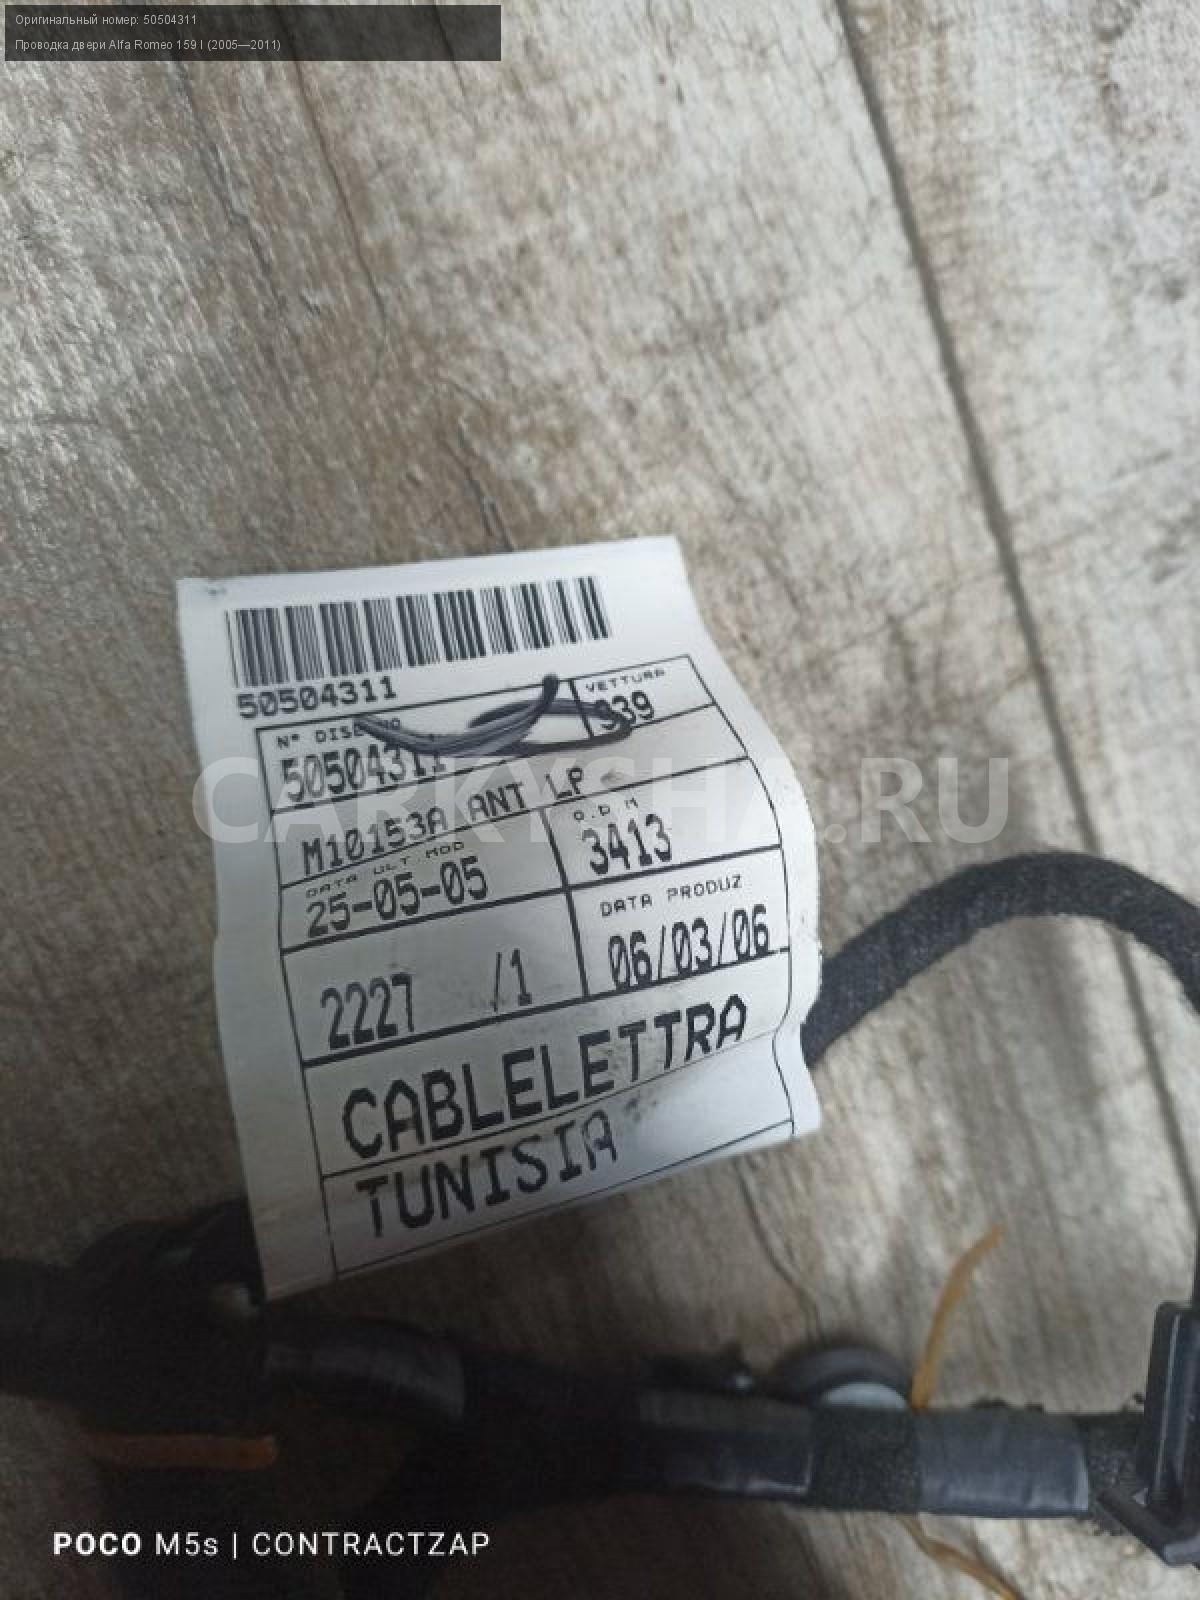 Оригинальный номер: 50504311
Проводка двери Alfa Romeo 159 I (2005—2011)
50504311
VETTURA
939
N° DISEGNO
50504311
M10153A ANT LP
DATA ULT MOD
25-05-05
O.D M
3413
DATA PRODUZ
06/03/06
2227 /1
CABLELETTRA
TUNISIA
CARKYSHA.RU
POCO M5s | CONTRACTZAP